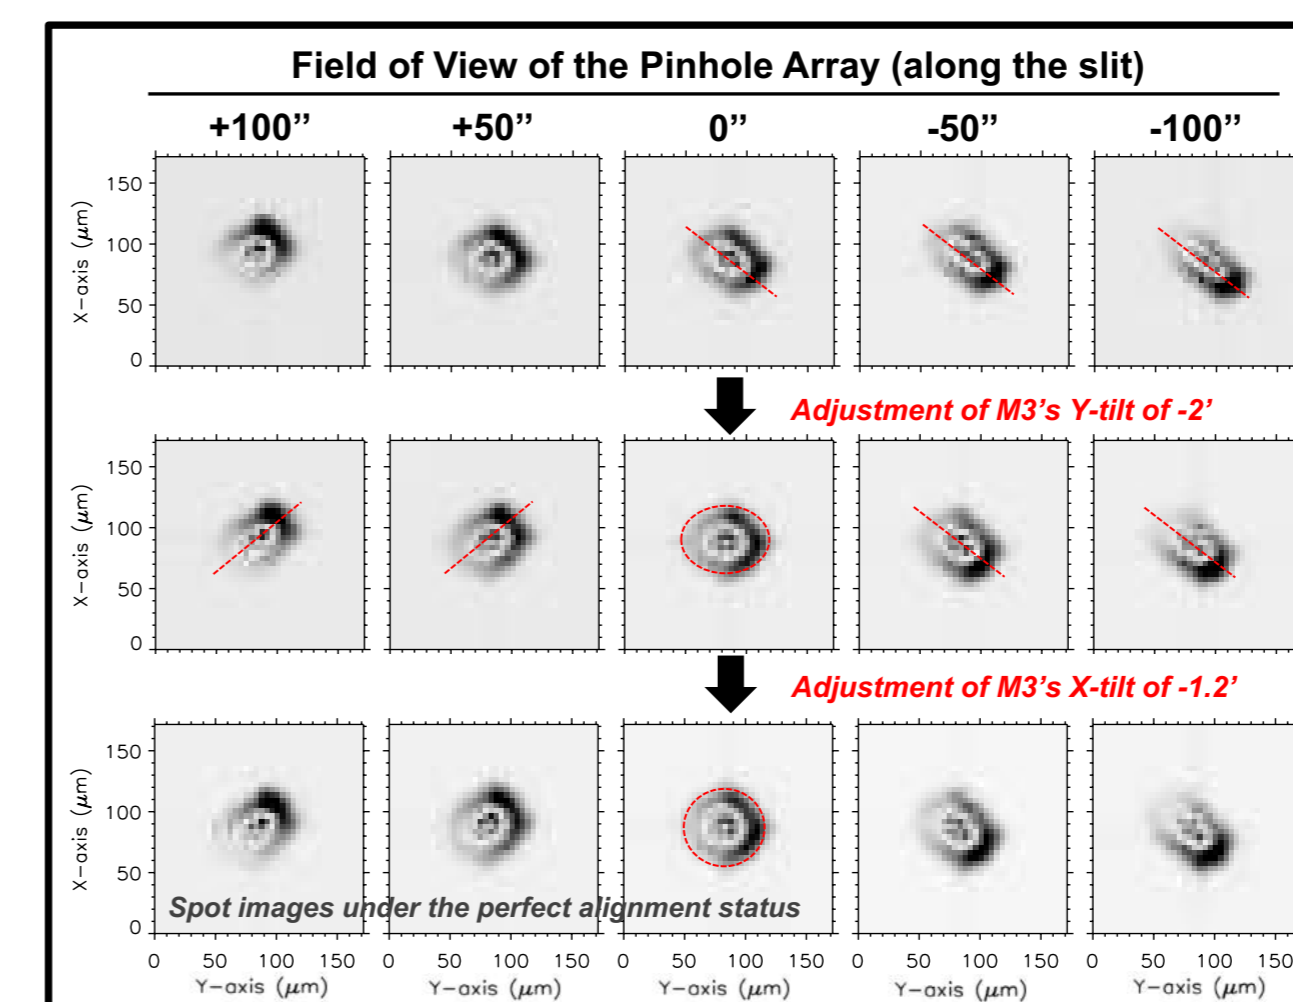 Field of View of the Pinhole Array (along the slit)
+100” +50” 0” -50” -100”
X-axis (μm)
150
100
50
0
Adjustment of M3’s Y-tilt of -2’
X-axis (μm)
150
100
50
0
Adjustment of M3’s X-tilt of -1.2’
X-axis (μm)
150
100
50
0
Spot images under the perfect alignment status
0 50 100 150 0 50 100 150 0 50 100 150 0 50 100 150 0 50 100 150
Y-axis (μm) Y-axis (μm) Y-axis (μm) Y-axis (μm) Y-axis (μm)